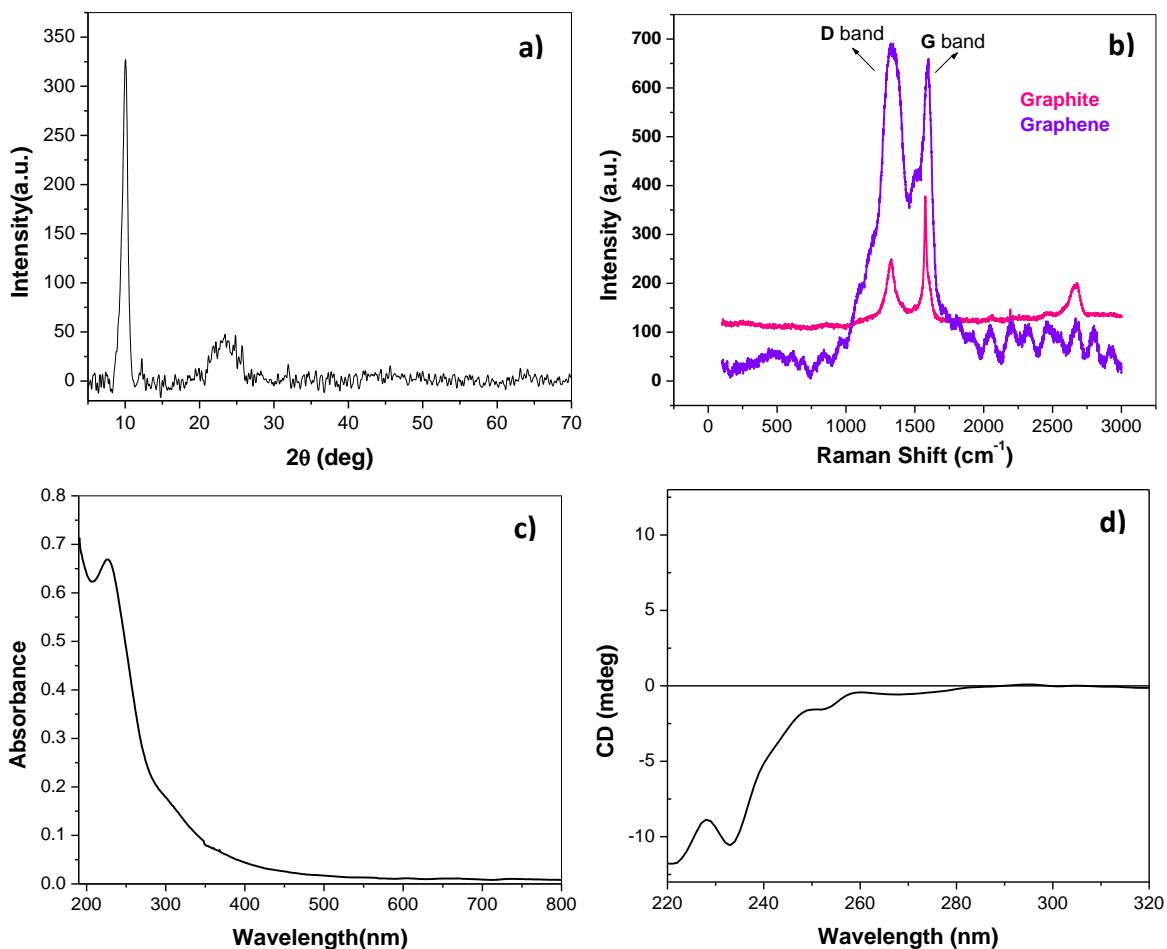 a)
350
300
250
200
150
100
50
0
10 20 30 40 50 60 70
2θ (deg)
Intensity(a.u.)
b)
D band
G band
Graphite
Graphene
700
600
500
400
300
200
100
0
0 500 1000 1500 2000 2500 3000
Raman Shift (cm⁻¹)
Intensity (a.u.)
c)
0.8
0.7
0.6
0.5
0.4
0.3
0.2
0.1
0.0
200 300 400 500 600 700 800
Wavelength(nm)
Absorbance
d)
10
5
0
-5
-10
220 240 260 280 300 320
Wavelength (nm)
CD (mdeg)